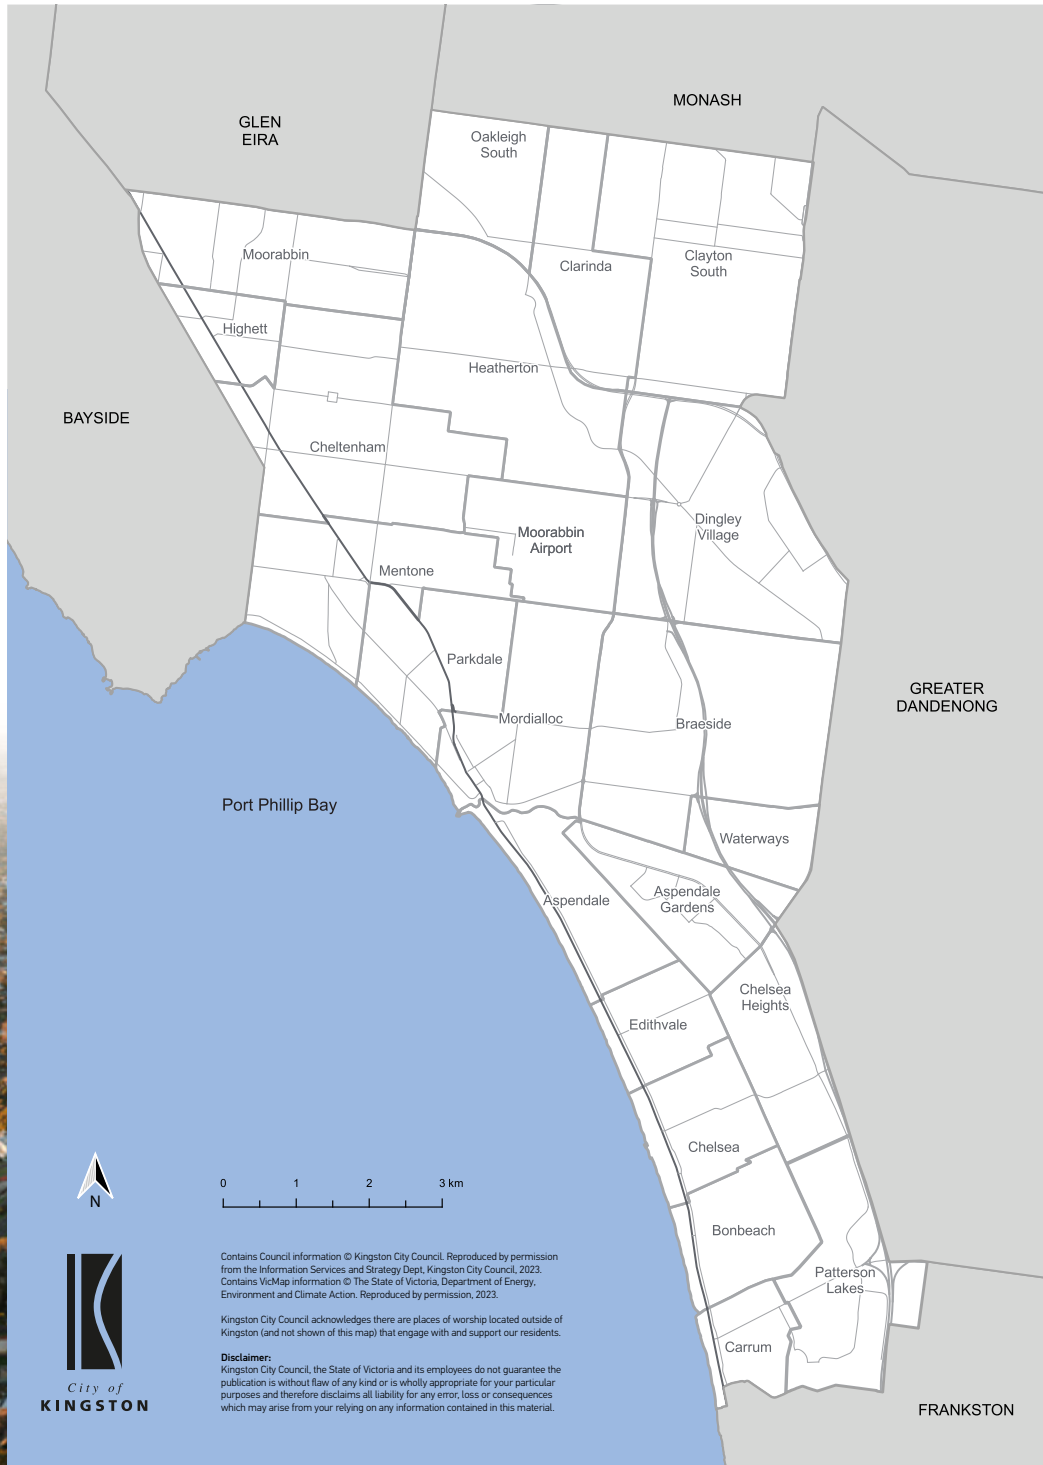 MONASH
GLEN
EIRA
Oakleigh
South
Moorabbin
Clarinda
Clayton
South
Highett
Heatherton
BAYSIDE
Cheltenham
Dingley
Village
Moorabbin
Airport
Mentone
Parkdale
GREATER
DANDENONG
Mordialloc
Braeside
Port Phillip Bay
Waterways
Aspendale
Aspendale
Gardens
Chelsea
Heights
Edithvale
Chelsea
N
0 1 2 3 km
Bonbeach
Patterson
Lakes
Carrum
FRANKSTON
Contains Council information © Kingston City Council. Reproduced by permission
from the Information Services and Strategy Dept, Kingston City Council, 2023.
Contains VicMap information © The State of Victoria, Department of Energy,
Environment and Climate Action. Reproduced by permission, 2023.
Kingston City Council acknowledges there are places of worship located outside of
Kingston (and not shown of this map) that engage with and support our residents.
Disclaimer:
Kingston City Council, the State of Victoria and its employees do not guarantee the
publication is without flaw of any kind or is wholly appropriate for your particular
purposes and therefore disclaims all liability for any error, loss or consequences
which may arise from your relying on any information contained in this material.
City of
KINGSTON